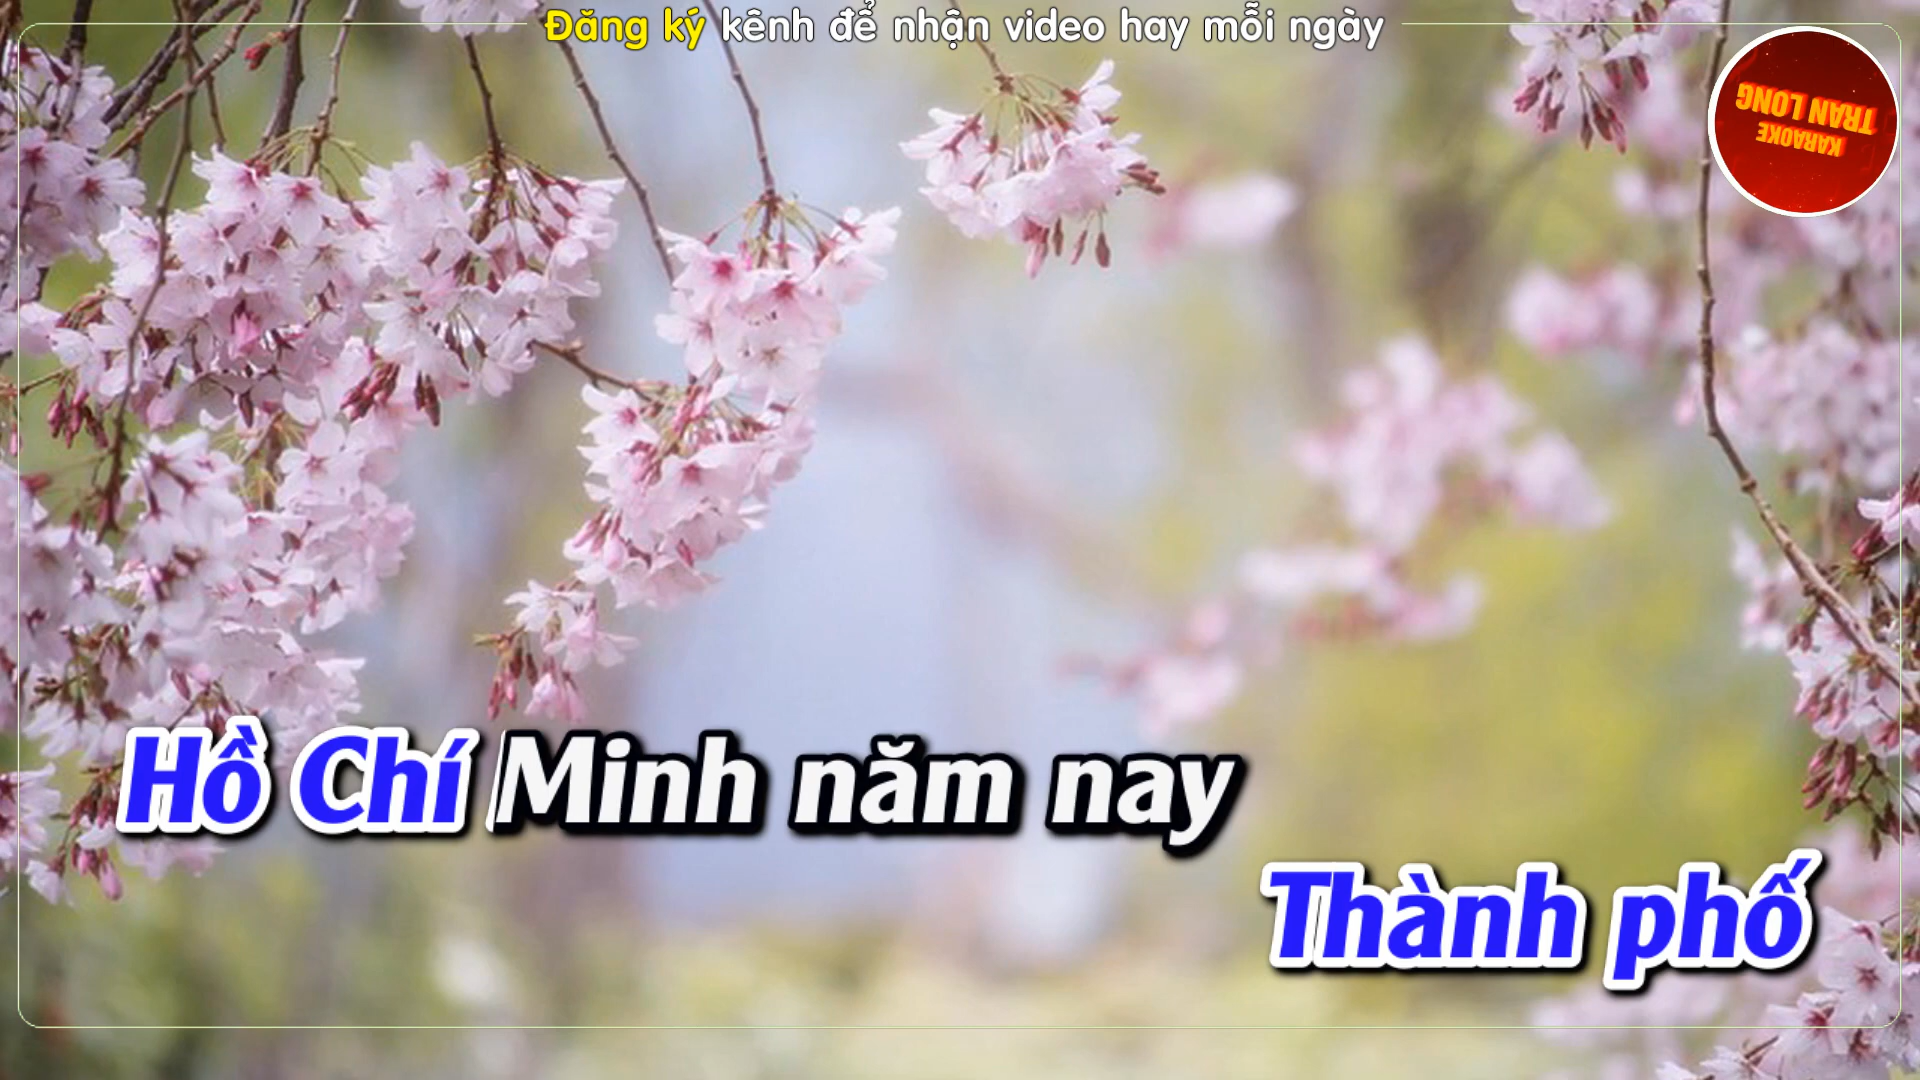 Đăng ký kênh để nhận video hay mỗi ngày
KARAOKE
TRAN LONG
Hồ Chí Minh năm nay
Thành phố